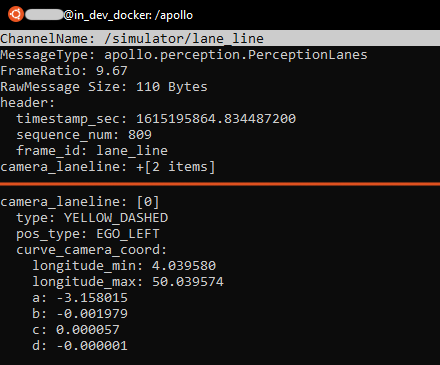 @in_dev_docker: /apollo
ChannelName: /simulator/lane_line
MessageType: apollo.perception.PerceptionLanes
FrameRatio: 9.67
RawMessage Size: 110 Bytes
header:
timestamp_sec: 1615195864.834487200
sequence_num: 809
frame_id: lane_line
camera_laneline: +[2 items]
camera_laneline: [0]
type: YELLOW_DASHED
pos_type: EGO_LEFT
curve_camera_coord:
longitude_min: 4.039580
longitude_max: 50.039574
a: -3.158015
b: -0.001979
c: 0.000057
d: -0.000001